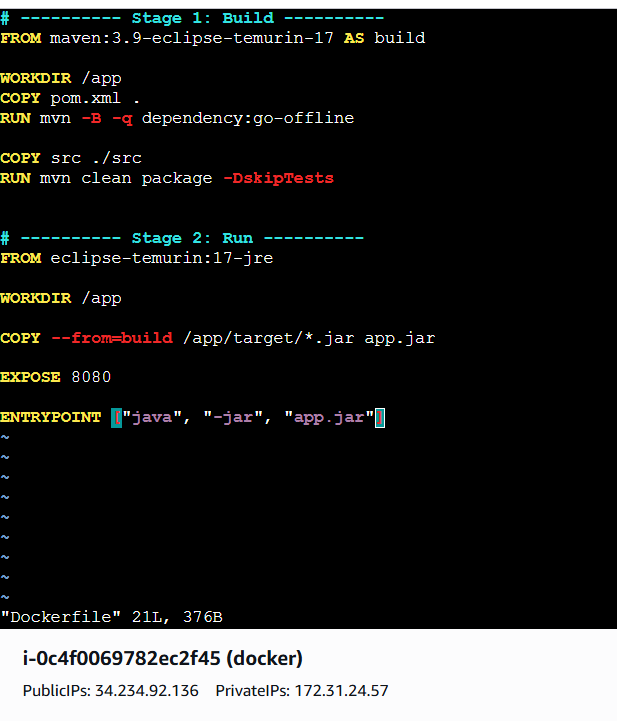 # ---------- Stage 1: Build ----------
FROM maven:3.9-eclipse-temurin-17 AS build
WORKDIR /app
COPY pom.xml .
RUN mvn -B -q dependency:go-offline
COPY src ./src
RUN mvn clean package -DskipTests
# ---------- Stage 2: Run ----------
FROM eclipse-temurin:17-jre
WORKDIR /app
COPY --from=build /app/target/*.jar app.jar
EXPOSE 8080
ENTRYPOINT ["java", "-jar", "app.jar"]
~
~
~
~
~
~
~
~
~
"Dockerfile" 21L, 376B
i-0c4f0069782ec2f45 (docker)
PublicIPs: 34.234.92.136 PrivateIPs: 172.31.24.57